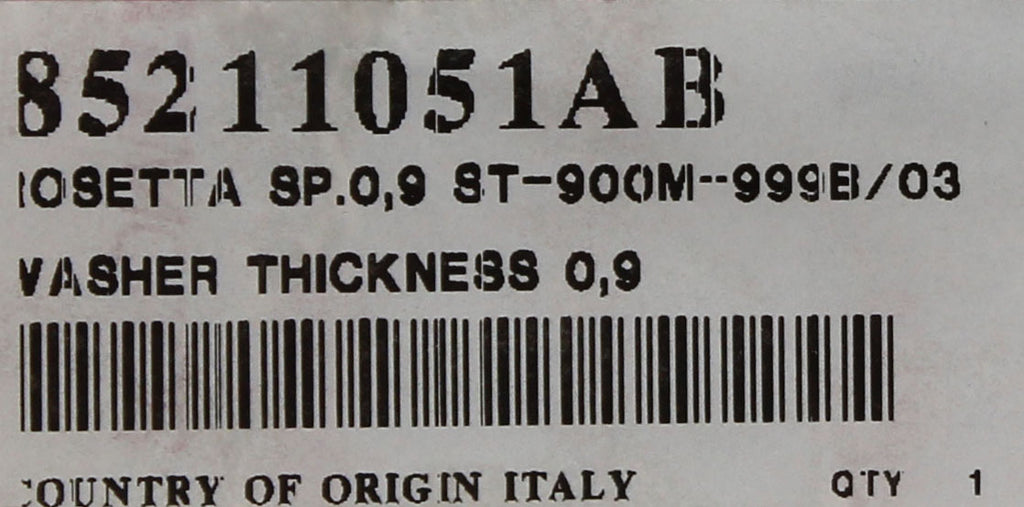 85211051AB
ROSETTA SP.0,9 ST-900M--999B/03
WASHER THICKNESS 0,9
COUNTRY OF ORIGIN ITALY QTY 1